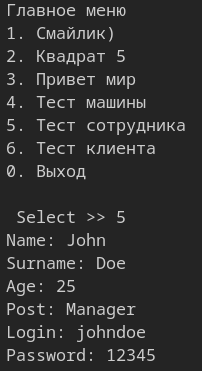 Главное меню
1. Смайлик)
2. Квадрат 5
3. Привет мир
4. Тест машины
5. Тест сотрудника
6. Тест клиента
0. Выход
Select >> 5
Name: John
Surname: Doe
Age: 25
Post: Manager
Login: johndoe
Password: 12345